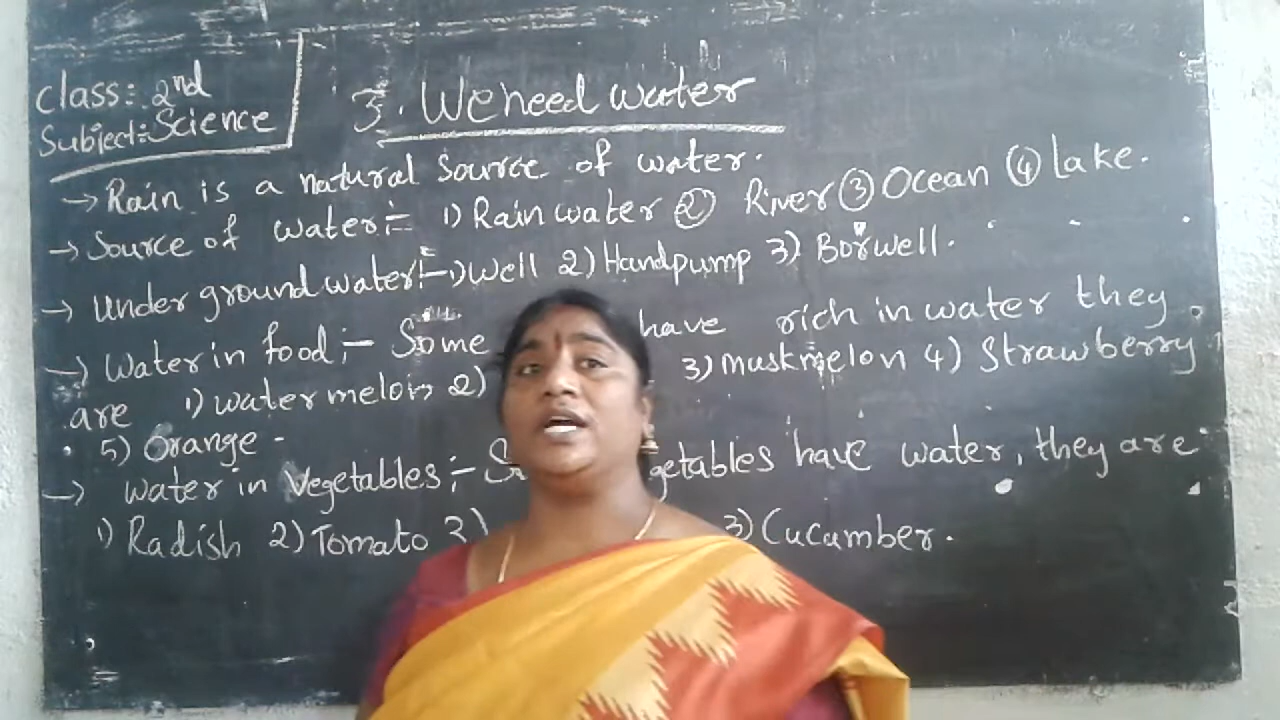 Class:- 2nd
Subject:- Science
3. We need water
→ Rain is a natural source of water.
→ Source of water:- 1) Rain water ② River ③ Ocean ④ lake.
→ Under ground water:- 1) Well 2) Handpump 3) Borwell.
→ Water in food:- Some have rich in water they
are 1) water melon 2) 3) muskmelon 4) Strawberry
5) Orange -
→ water in Vegetables:- getables have water, they are
1) Radish 2) Tomato 3) 3) Cucumber.